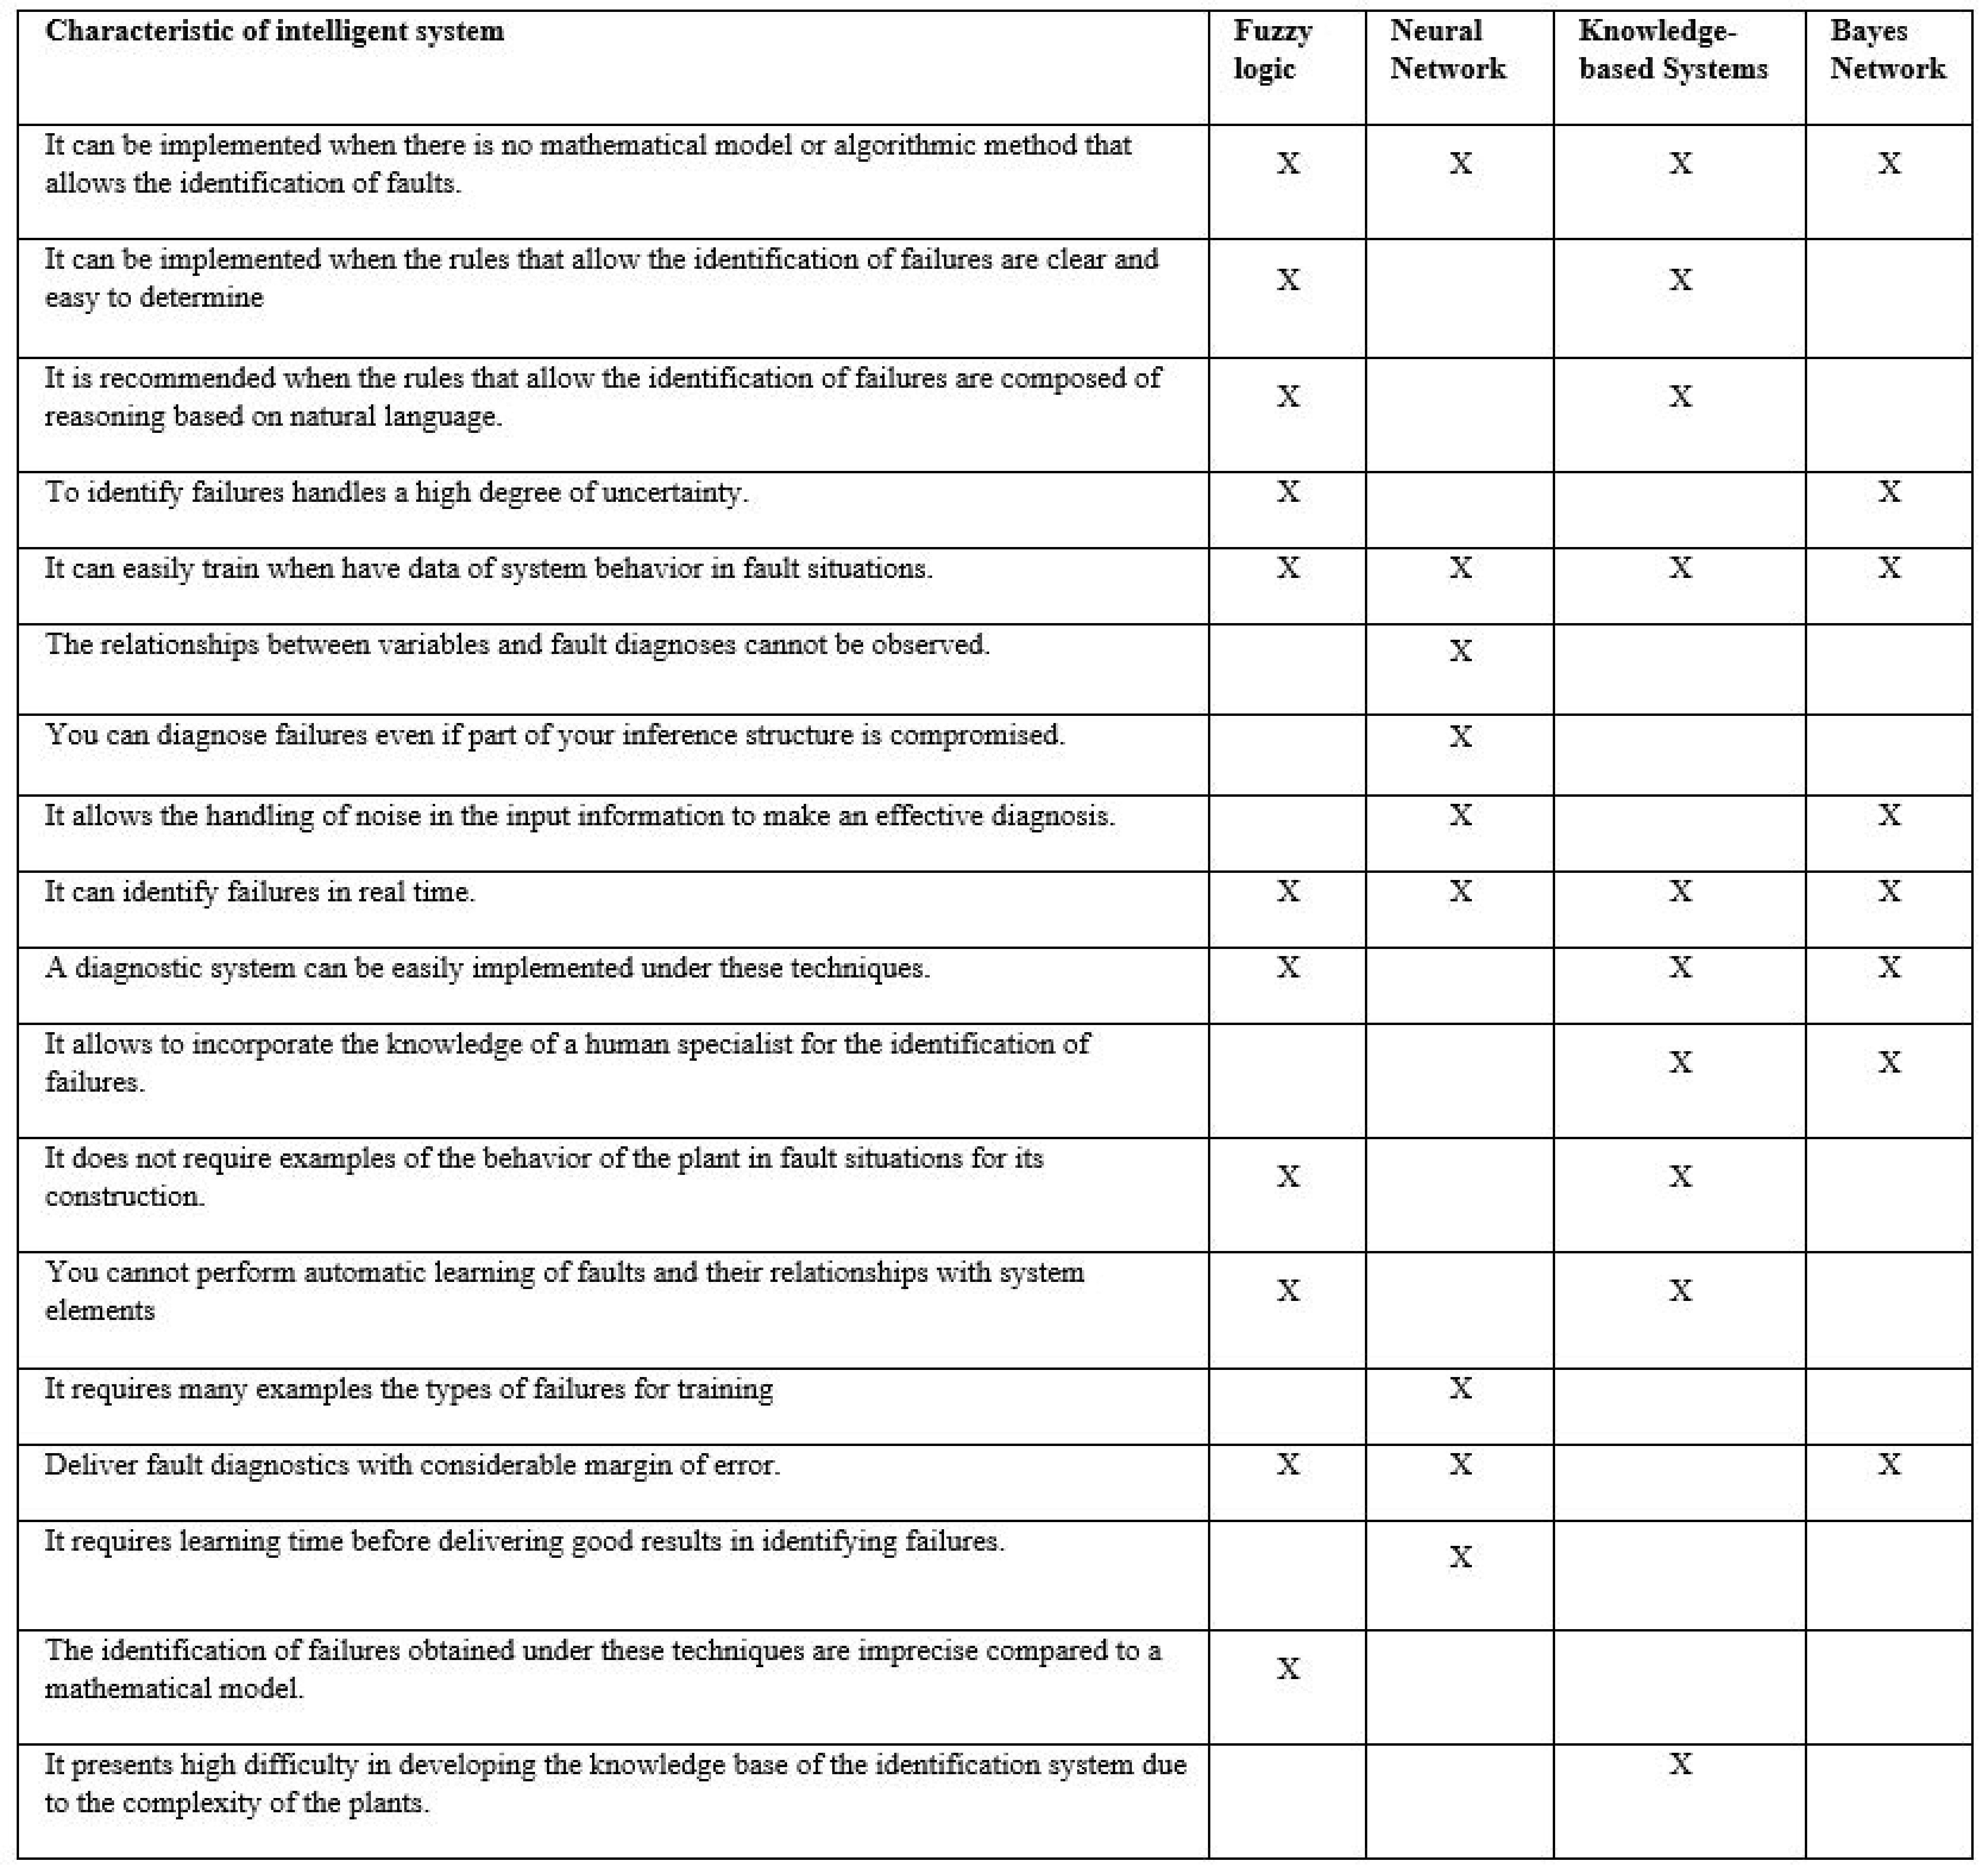 Characteristic of intelligent system Fuzzy Neural Knowledge- Bayes
logic Network based Systems Network
It can be implemented when there is no mathematical model or algorithmic method that
allows the identification of faults. X X X X
It can be implemented when the rules that allow the identification of failures are clear and
easy to determine X X
It is recommended when the rules that allow the identification of failures are composed of
reasoning based on natural language. X X
To identify failures handles a high degree of uncertainty. X X
It can easily train when have data of system behavior in fault situations. X X X X
The relationships between variables and fault diagnoses cannot be observed. X
You can diagnose failures even if part of your inference structure is compromised. X
It allows the handling of noise in the input information to make an effective diagnosis. X X
It can identify failures in real time. X X X X
A diagnostic system can be easily implemented under these techniques. X X X
It allows to incorporate the knowledge of a human specialist for the identification of
failures. X X
It does not require examples of the behavior of the plant in fault situations for its
construction. X X
You cannot perform automatic learning of faults and their relationships with system
elements X X
It requires many examples the types of failures for training X
Deliver fault diagnostics with considerable margin of error. X X X
It requires learning time before delivering good results in identifying failures. X
The identification of failures obtained under these techniques are imprecise compared to a
mathematical model. X
It presents high difficulty in developing the knowledge base of the identification system due X
to the complexity of the plants.